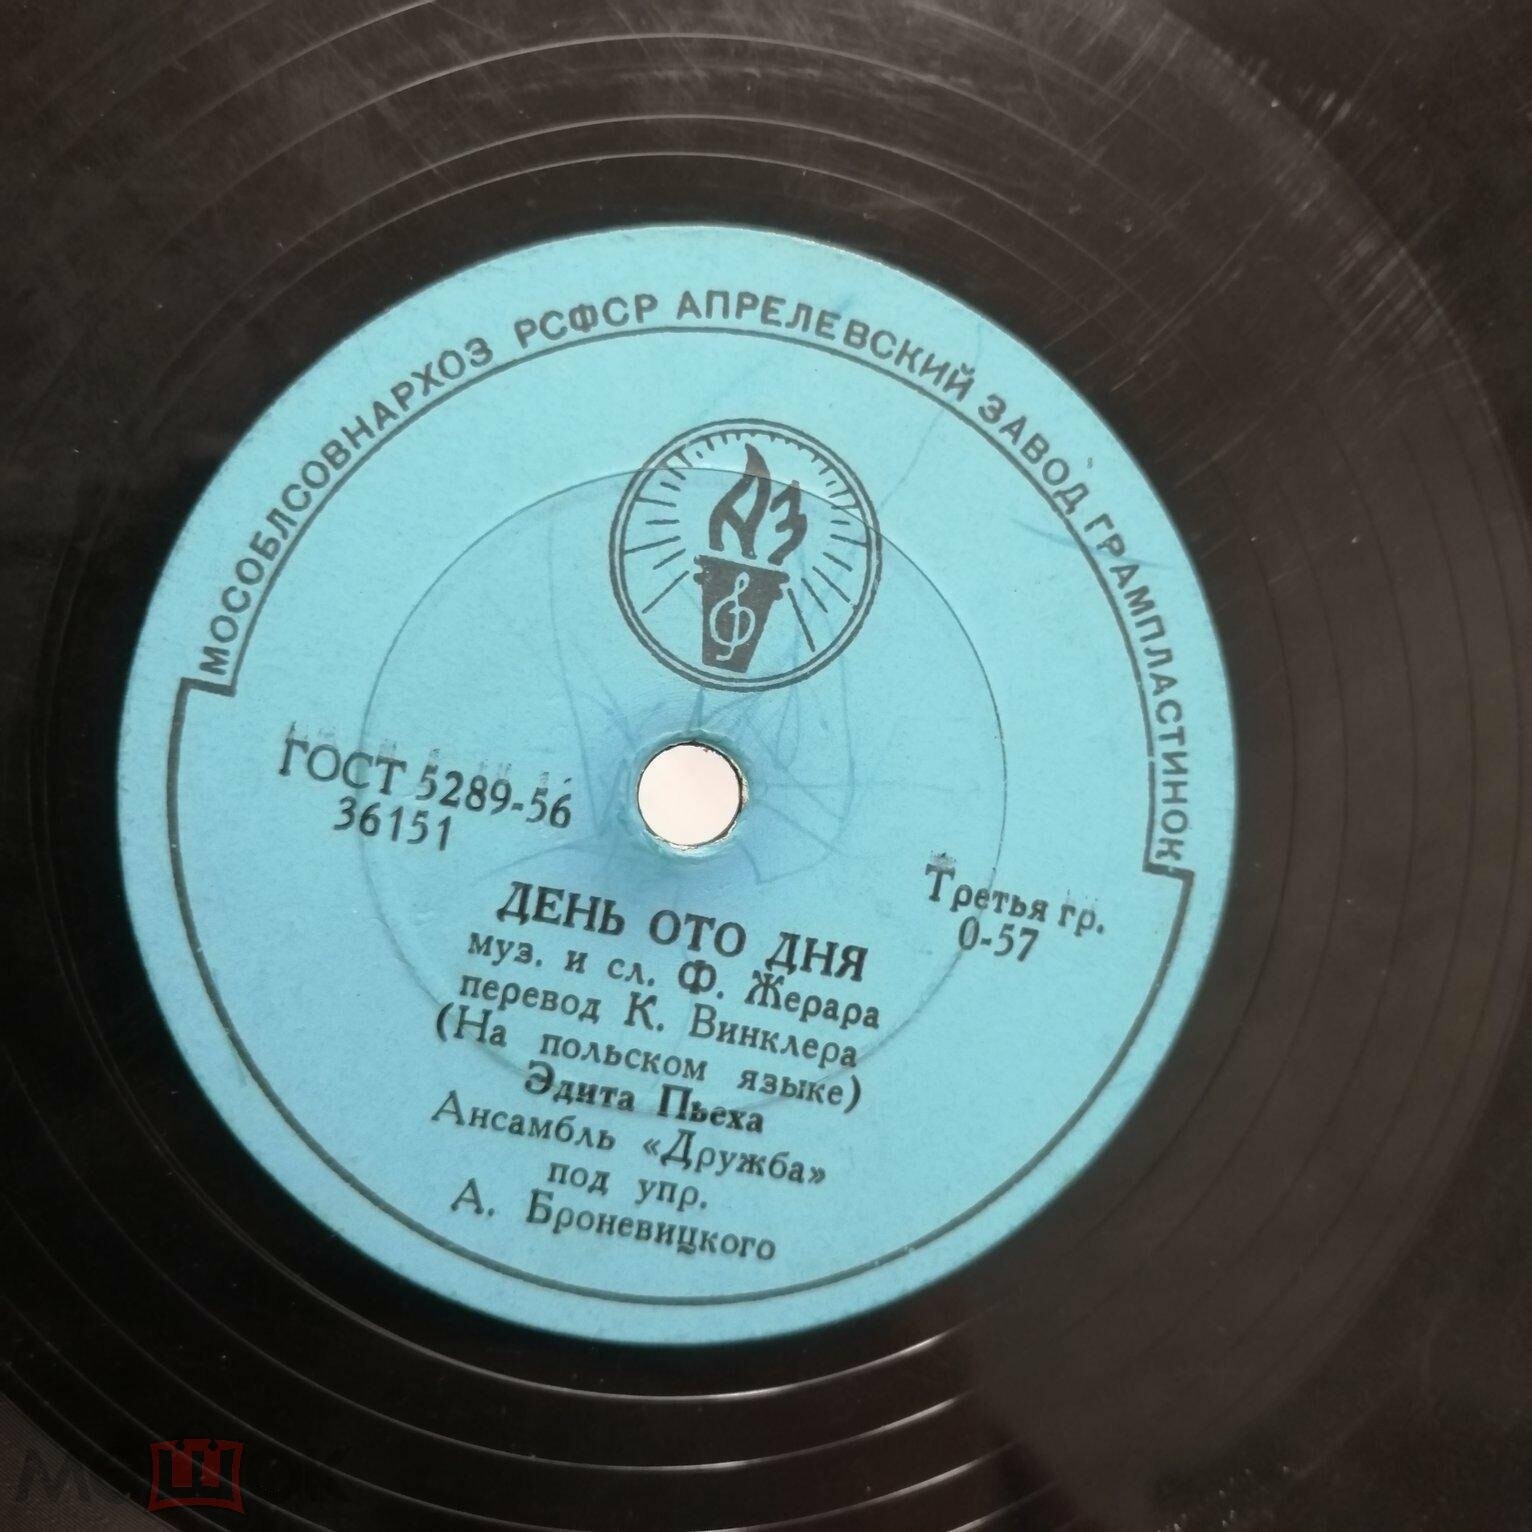 МОСОБЛСОВНАРХОЗ РСФСР АПРЕЛЕВСКИЙ ЗАВОД ГРАМПЛАСТИНОК
АЗ
ГОСТ 5289-56
36151
Третья гр.
0-57
ДЕНЬ ОТО ДНЯ
муз. и сл. Ф. Жерара
перевод К. Винклера
(На польском языке)
Эдита Пьеха
Ансамбль «Дружба»
под упр.
А. Броневицкого
МеШок